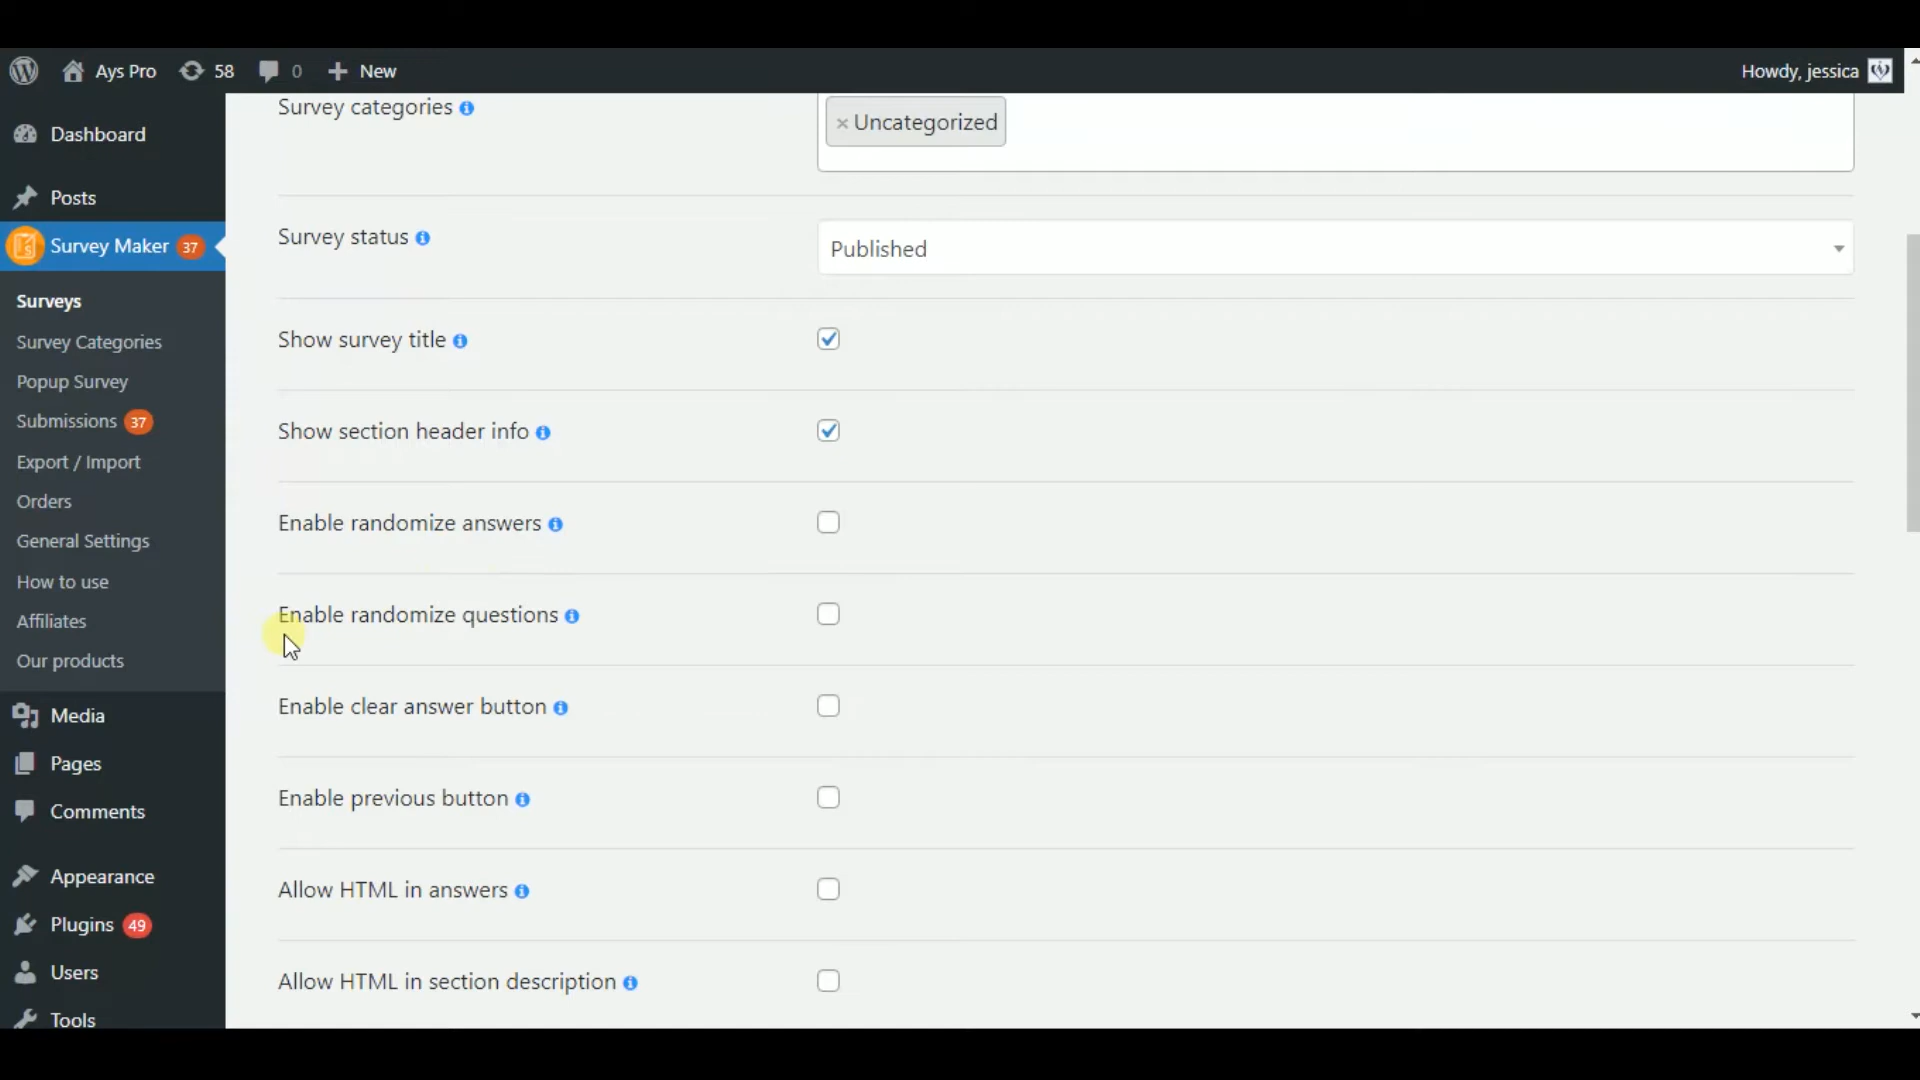 Ays Pro 58 0 New Howdy, jessica
Dashboard
Posts
Survey Maker 37
Surveys
Survey Categories
Popup Survey
Submissions 37
Export / Import
Orders
General Settings
How to use
Affiliates
Our products
Media
Pages
Comments
Appearance
Plugins 49
Users
Tools
Survey categories
× Uncategorized
Survey status
Published
Show survey title
Show section header info
Enable randomize answers
Enable randomize questions
Enable clear answer button
Enable previous button
Allow HTML in answers
Allow HTML in section description